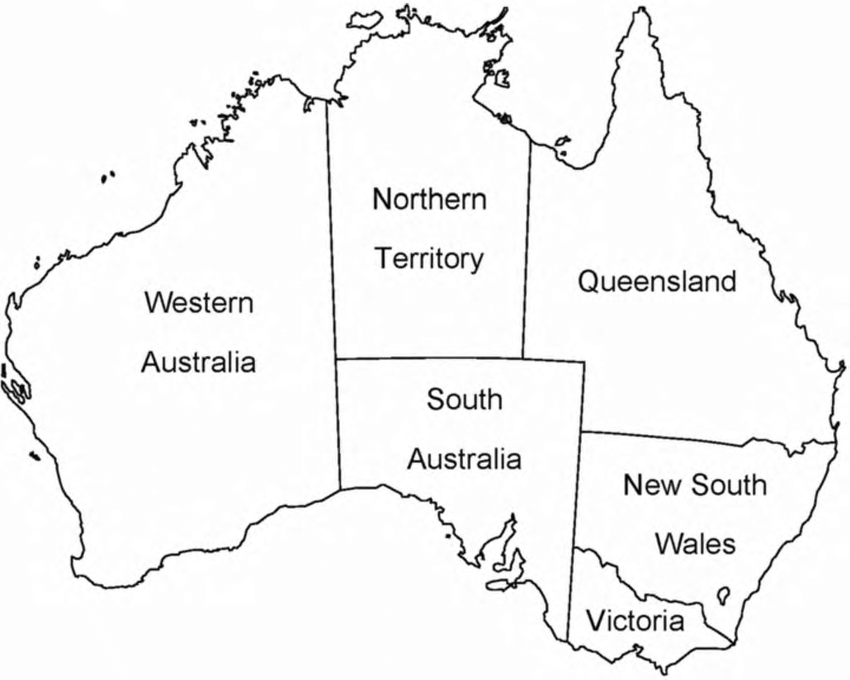 Northern
Territory
Queensland
Western
Australia
South
Australia
New South
Wales
Victoria